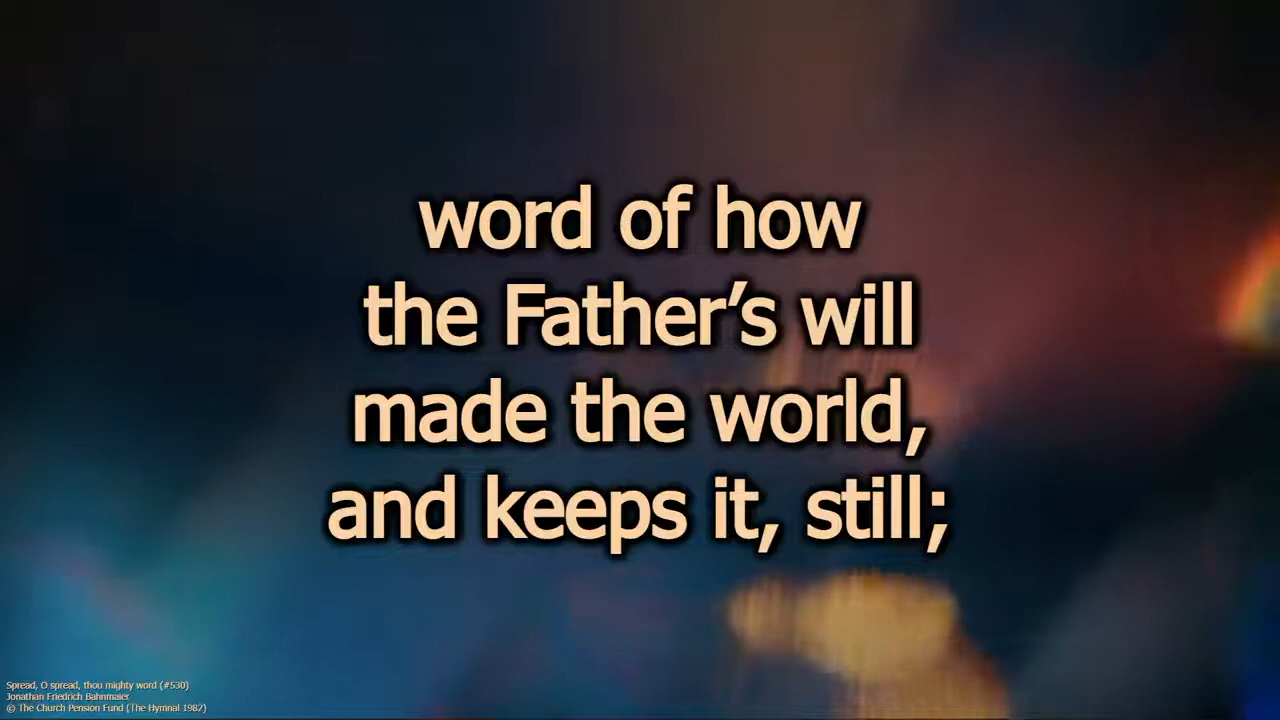 word of how
the Father’s will
made the world,
and keeps it, still;
Spread, O spread, thou mighty word (#530)
Jonathan Friedrich Bahnmaier
© The Church Pension Fund (The Hymnal 1982)